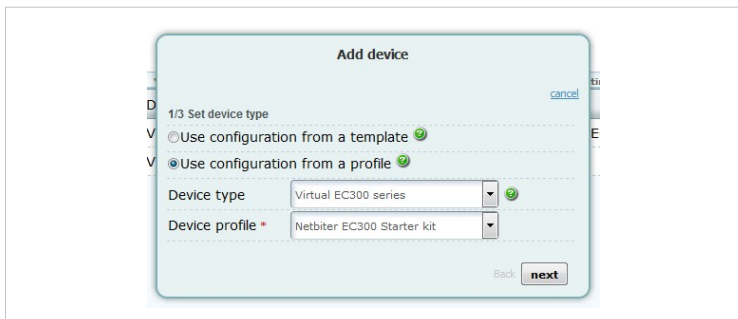 Add device
cancel
1/3 Set device type
Use configuration from a template
Use configuration from a profile
Device type Virtual EC300 series
Device profile * Netbiter EC300 Starter kit
Back next